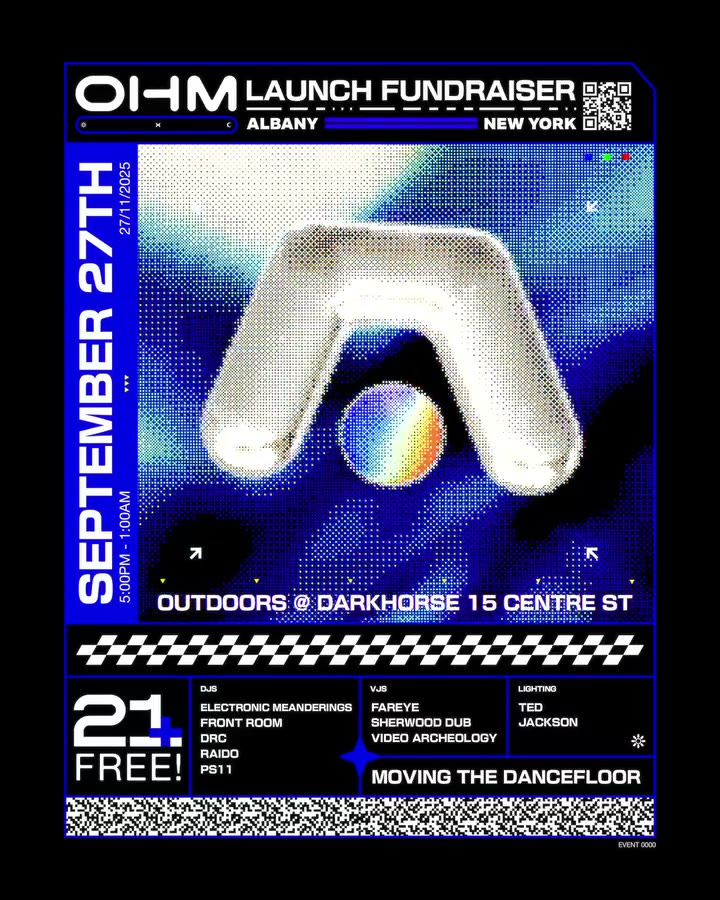 OHM LAUNCH FUNDRAISER
ALBANY NEW YORK
SEPTEMBER 27TH
27/11/2025
5:00PM - 1:00AM
OUTDOORS @ DARKHORSE 15 CENTRE ST
21+
FREE!
DJS
ELECTRONIC MEANDERINGS
FRONT ROOM
DRC
RAIDO
PS11
VJS
FAREYE
SHERWOOD DUB
VIDEO ARCHEOLOGY
LIGHTING
TED
JACKSON
MOVING THE DANCEFLOOR
EVENT 0000